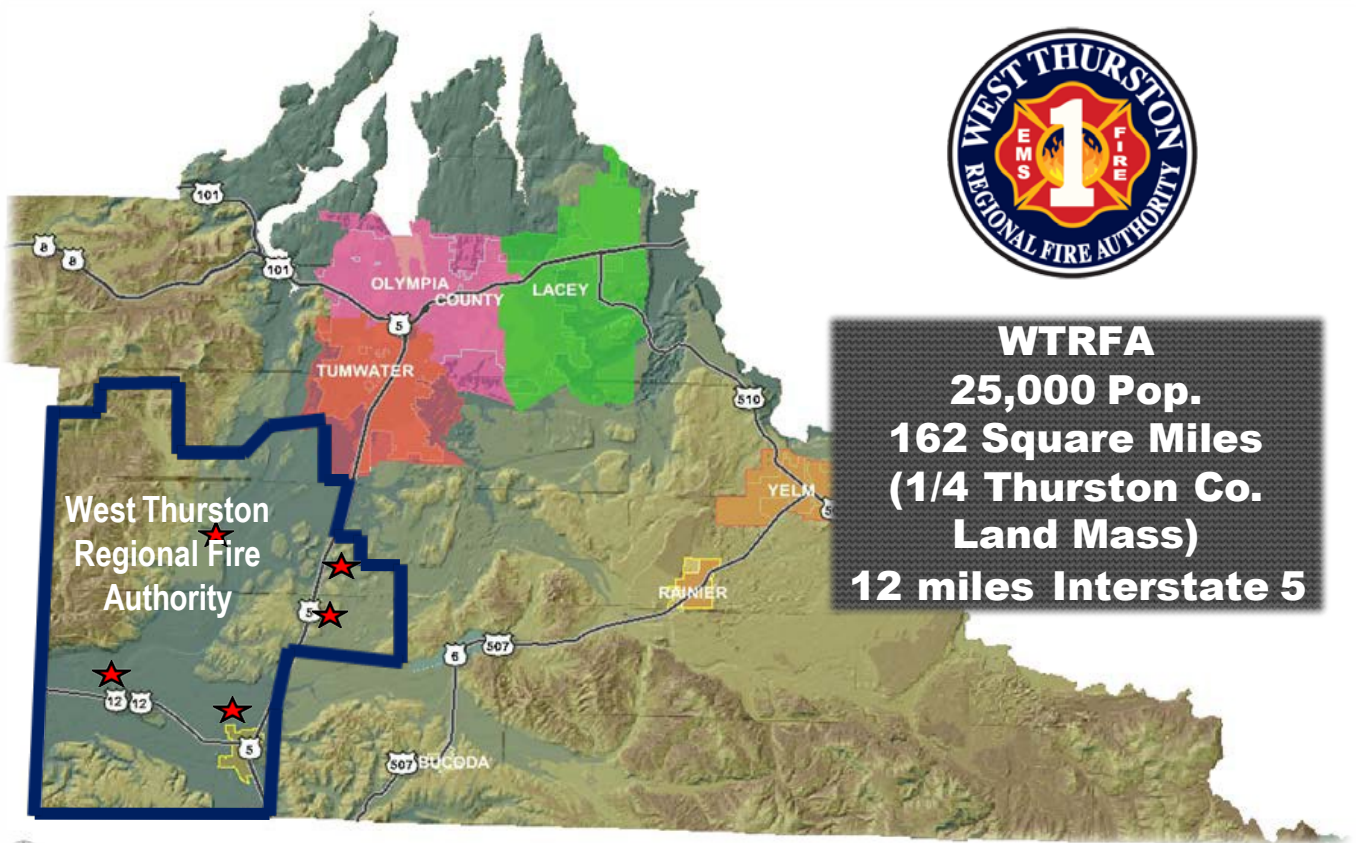 WEST THURSTON
EMS
1
FIRE
REGIONAL FIRE AUTHORITY
101
8
8
101
OLYMPIA
COUNTY
LACEY
5
TUMWATER
510
WTRFA
25,000 Pop.
162 Square Miles
(1/4 Thurston Co.
Land Mass)
12 miles Interstate 5
YELM
5
West Thurston
Regional Fire
Authority
RAINIER
5
6
507
12
12
5
507
BUCODA